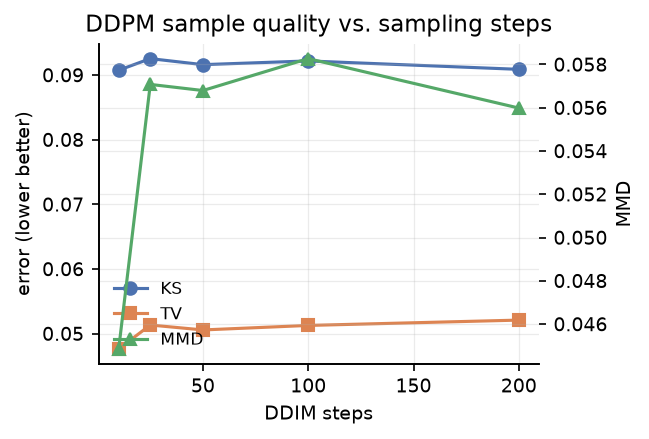 DDPM sample quality vs. sampling steps
error (lower better)
0.09
0.08
0.07
0.06
0.05
0.058
0.056
0.054
0.052
0.050
0.048
0.046
MMD
KS
TV
MMD
50
100
150
200
DDIM steps